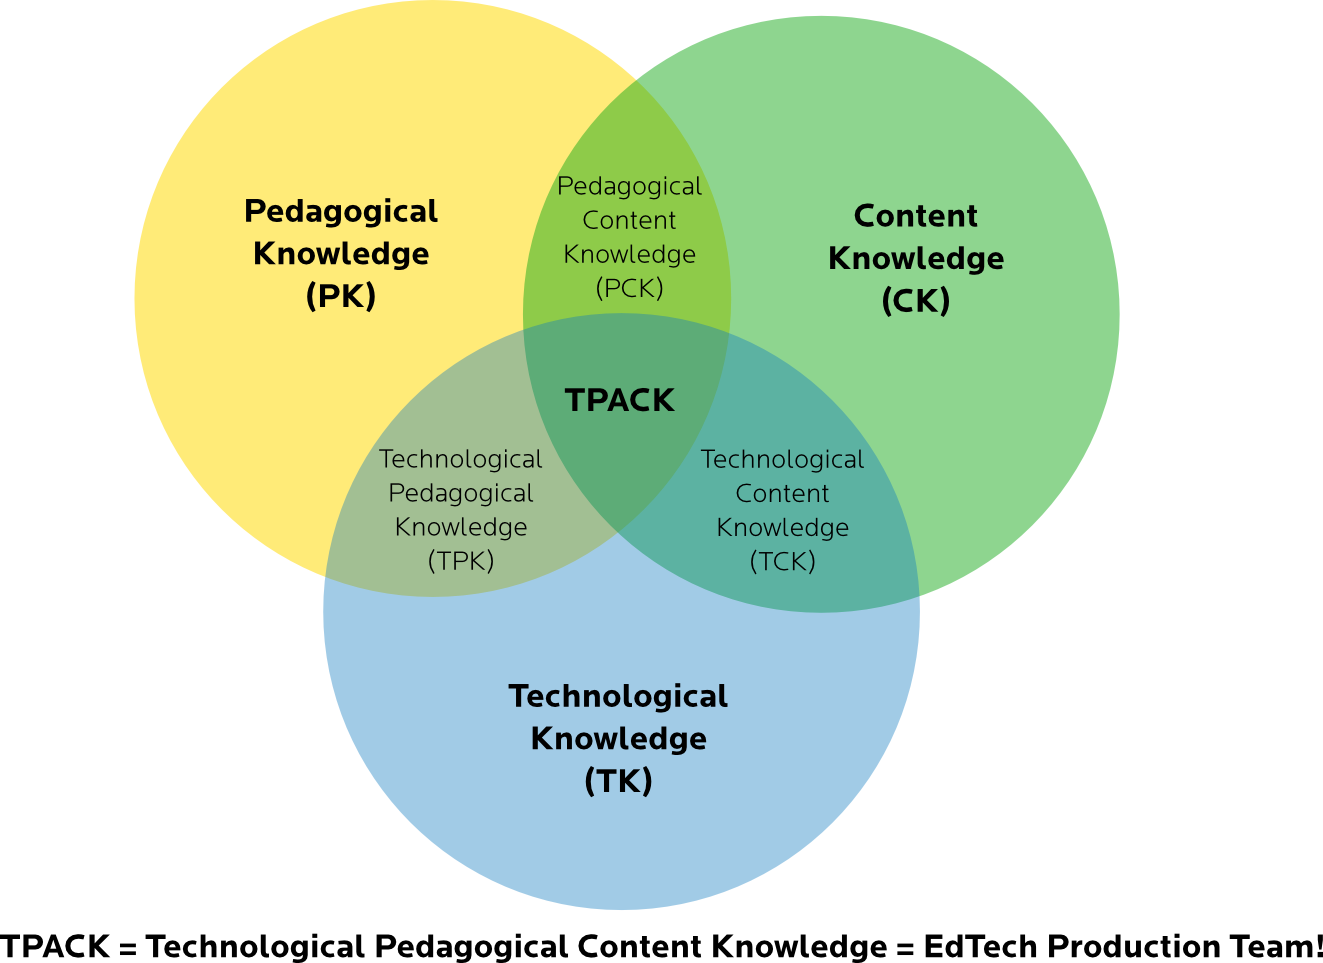 Pedagogical
Knowledge
(PK)
Pedagogical
Content
Knowledge
(PCK)
Content
Knowledge
(CK)
TPACK
Technological
Pedagogical
Knowledge
(TPK)
Technological
Content
Knowledge
(TCK)
Technological
Knowledge
(TK)
TPACK = Technological Pedagogical Content Knowledge = EdTech Production Team!